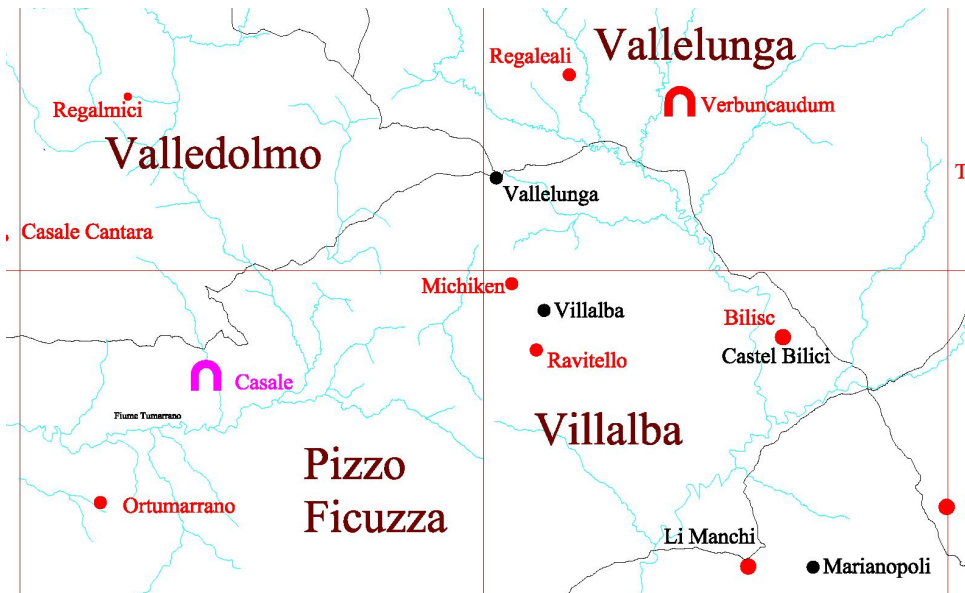 Vallelunga
Regaleali
Regalmici
Verbuncaudum
Valledolmo
T
Vallelunga
Casale Cantara
Michiken
Villalba
Bilisc
Ravitello
Castel Bilici
Casale
Fiume Tumarrano
Villalba
Pizzo
Ficuzza
Ortumarrano
Li Manchi
Marianopoli